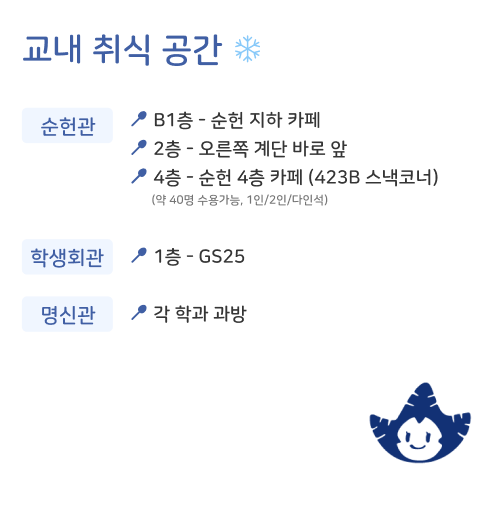 교내 취식 공간
순헌관
B1층 - 순헌 지하 카페
2층 - 오른쪽 계단 바로 앞
4층 - 순헌 4층 카페 (423B 스낵코너)
(약 40명 수용가능, 1인/2인/다인석)
학생회관
1층 - GS25
명신관
각 학과 과방